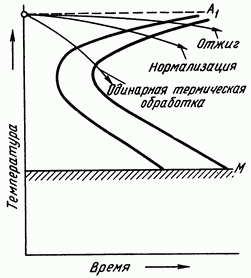 A₁
Отжиг
Нормализация
Одинарная термическая
обработка
М
Температура
Время